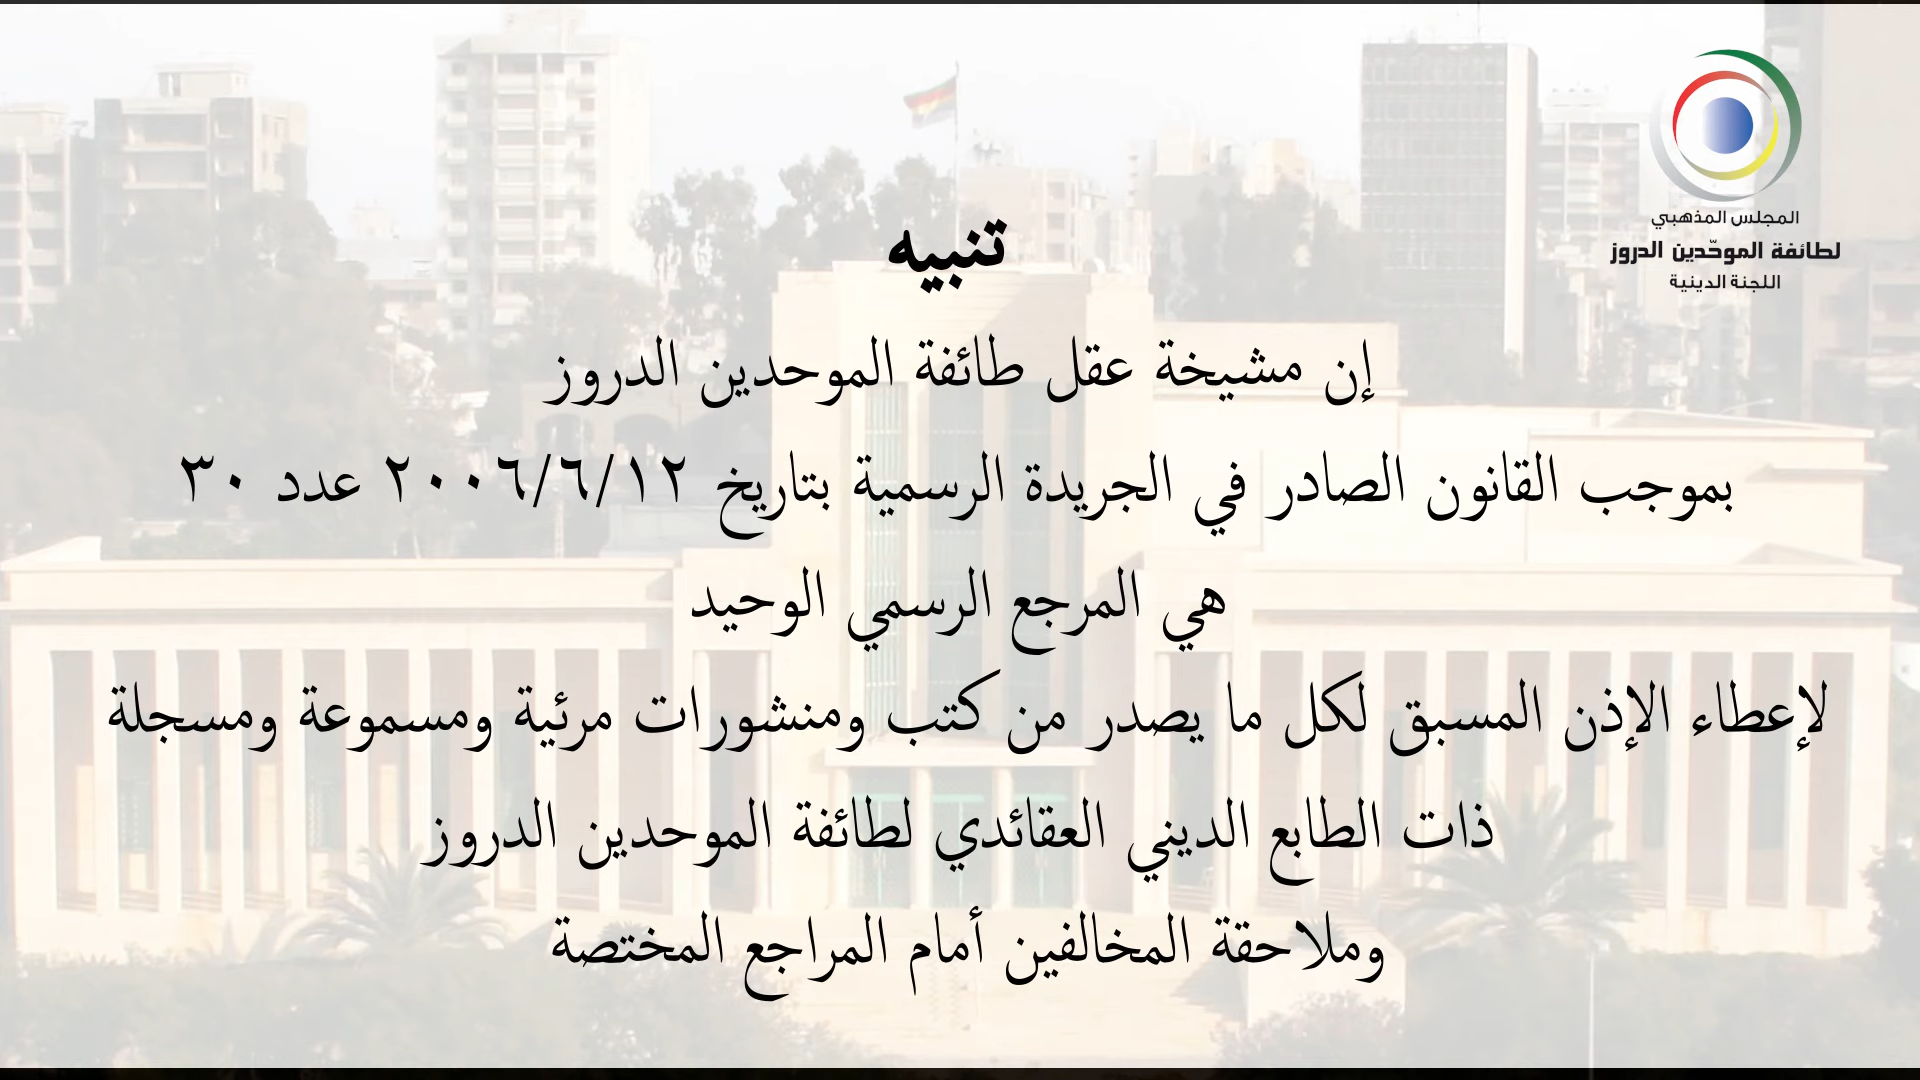 المجلس المذهبي
لطائفة الموحّدين الدروز
اللجنة الدينية
تنبيه
إن مشيخة عقل طائفة الموحدين الدروز
بموجب القانون الصادر في الجريدة الرسمية بتاريخ ٢٠٠٦/٦/١٢ عدد ٣٠
هي المرجع الرسمي الوحيد
لإعطاء الإذن المسبق لكل ما يصدر من كتب ومنشورات مرئية ومسموعة ومسجلة
ذات الطابع الديني العقائدي لطائفة الموحدين الدروز
وملاحقة المخالفين أمام المراجع المختصة